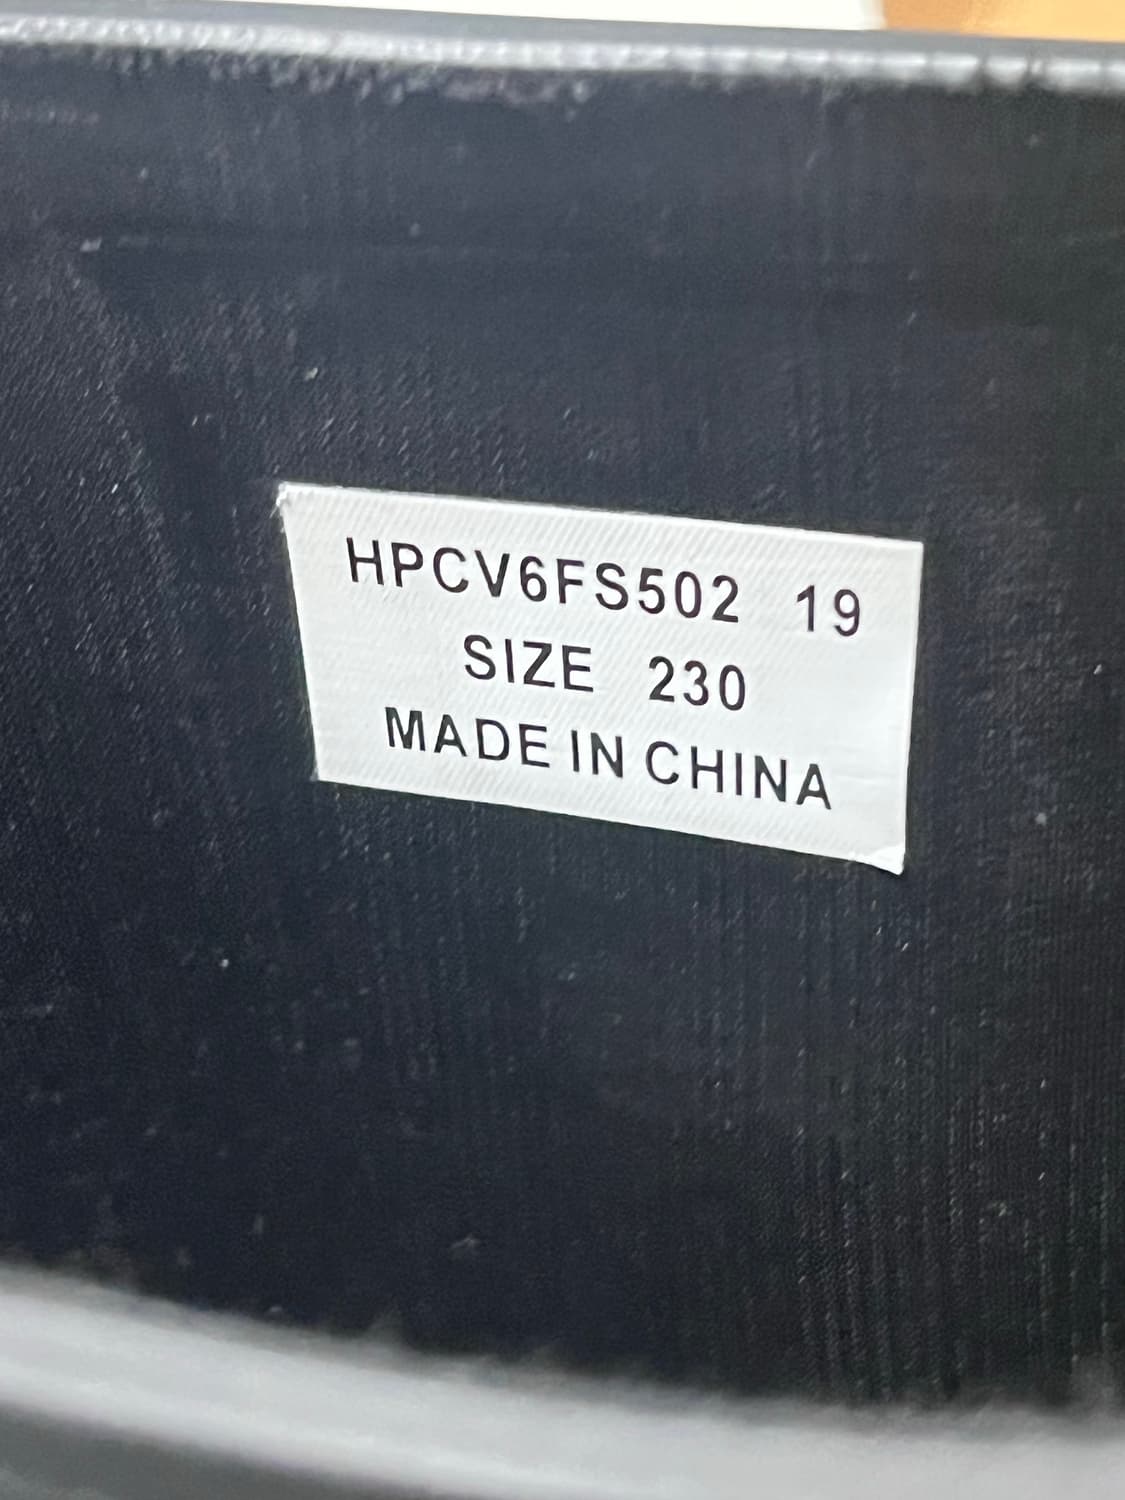 HPCV6FS502 19
SIZE 230
MADE IN CHINA